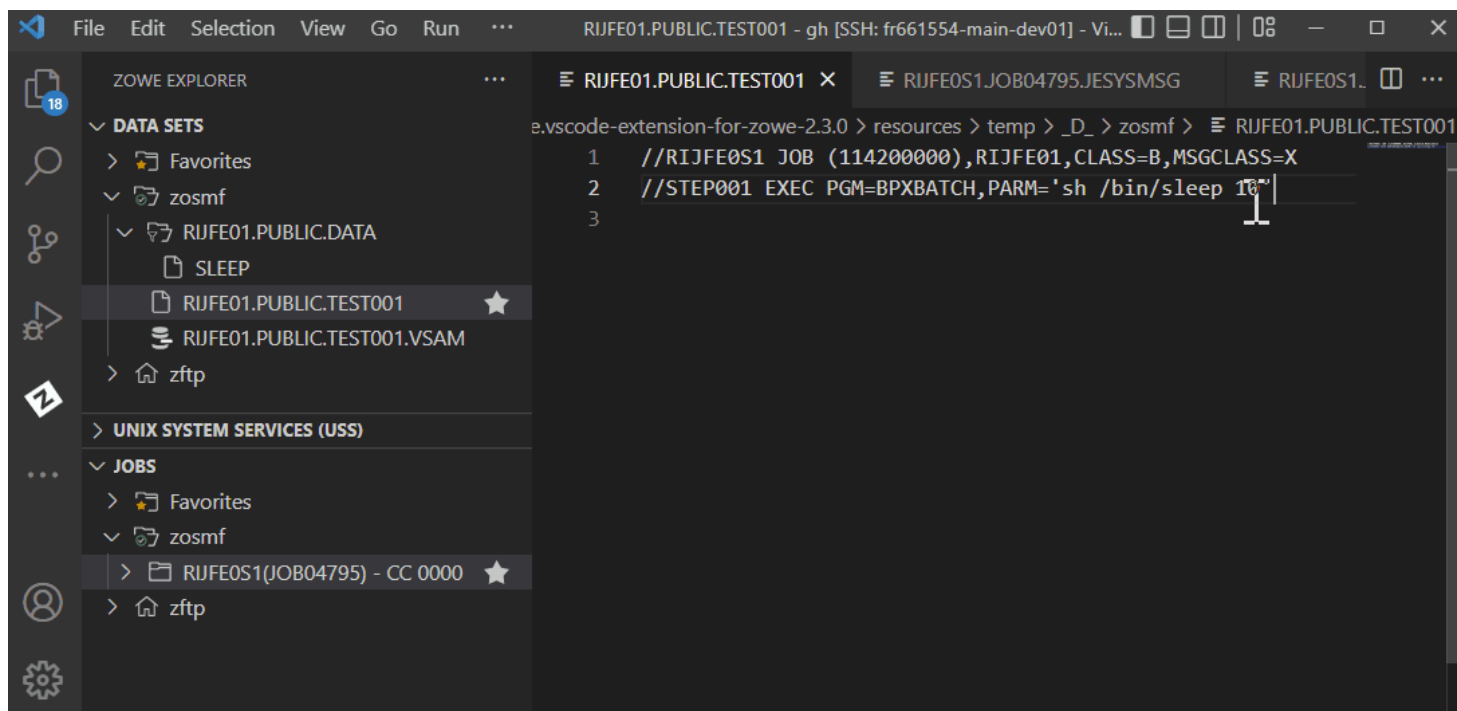 File Edit Selection View Go Run ··· RIJFE01.PUBLIC.TEST001 - gh [SSH: fr661554-main-dev01] - Vi...
ZOWE EXPLORER ···
RIJFE01.PUBLIC.TEST001 RIJFE0S1.JOB04795.JESYSMSG RIJFE0S1. ···
18
DATA SETS
Favorites
zosmf
RIJFE01.PUBLIC.DATA
SLEEP
RIJFE01.PUBLIC.TEST001
RIJFE01.PUBLIC.TEST001.VSAM
zftp
UNIX SYSTEM SERVICES (USS)
JOBS
Favorites
zosmf
RIJFE0S1(JOB04795) - CC 0000
zftp
e.vscode-extension-for-zowe-2.3.0 > resources > temp > _D_ > zosmf > RIJFE01.PUBLIC.TEST001
1 //RIJFE0S1 JOB (114200000),RIJFE01,CLASS=B,MSGCLASS=X
2 //STEP001 EXEC PGM=BPXBATCH,PARM='sh /bin/sleep 10'
3